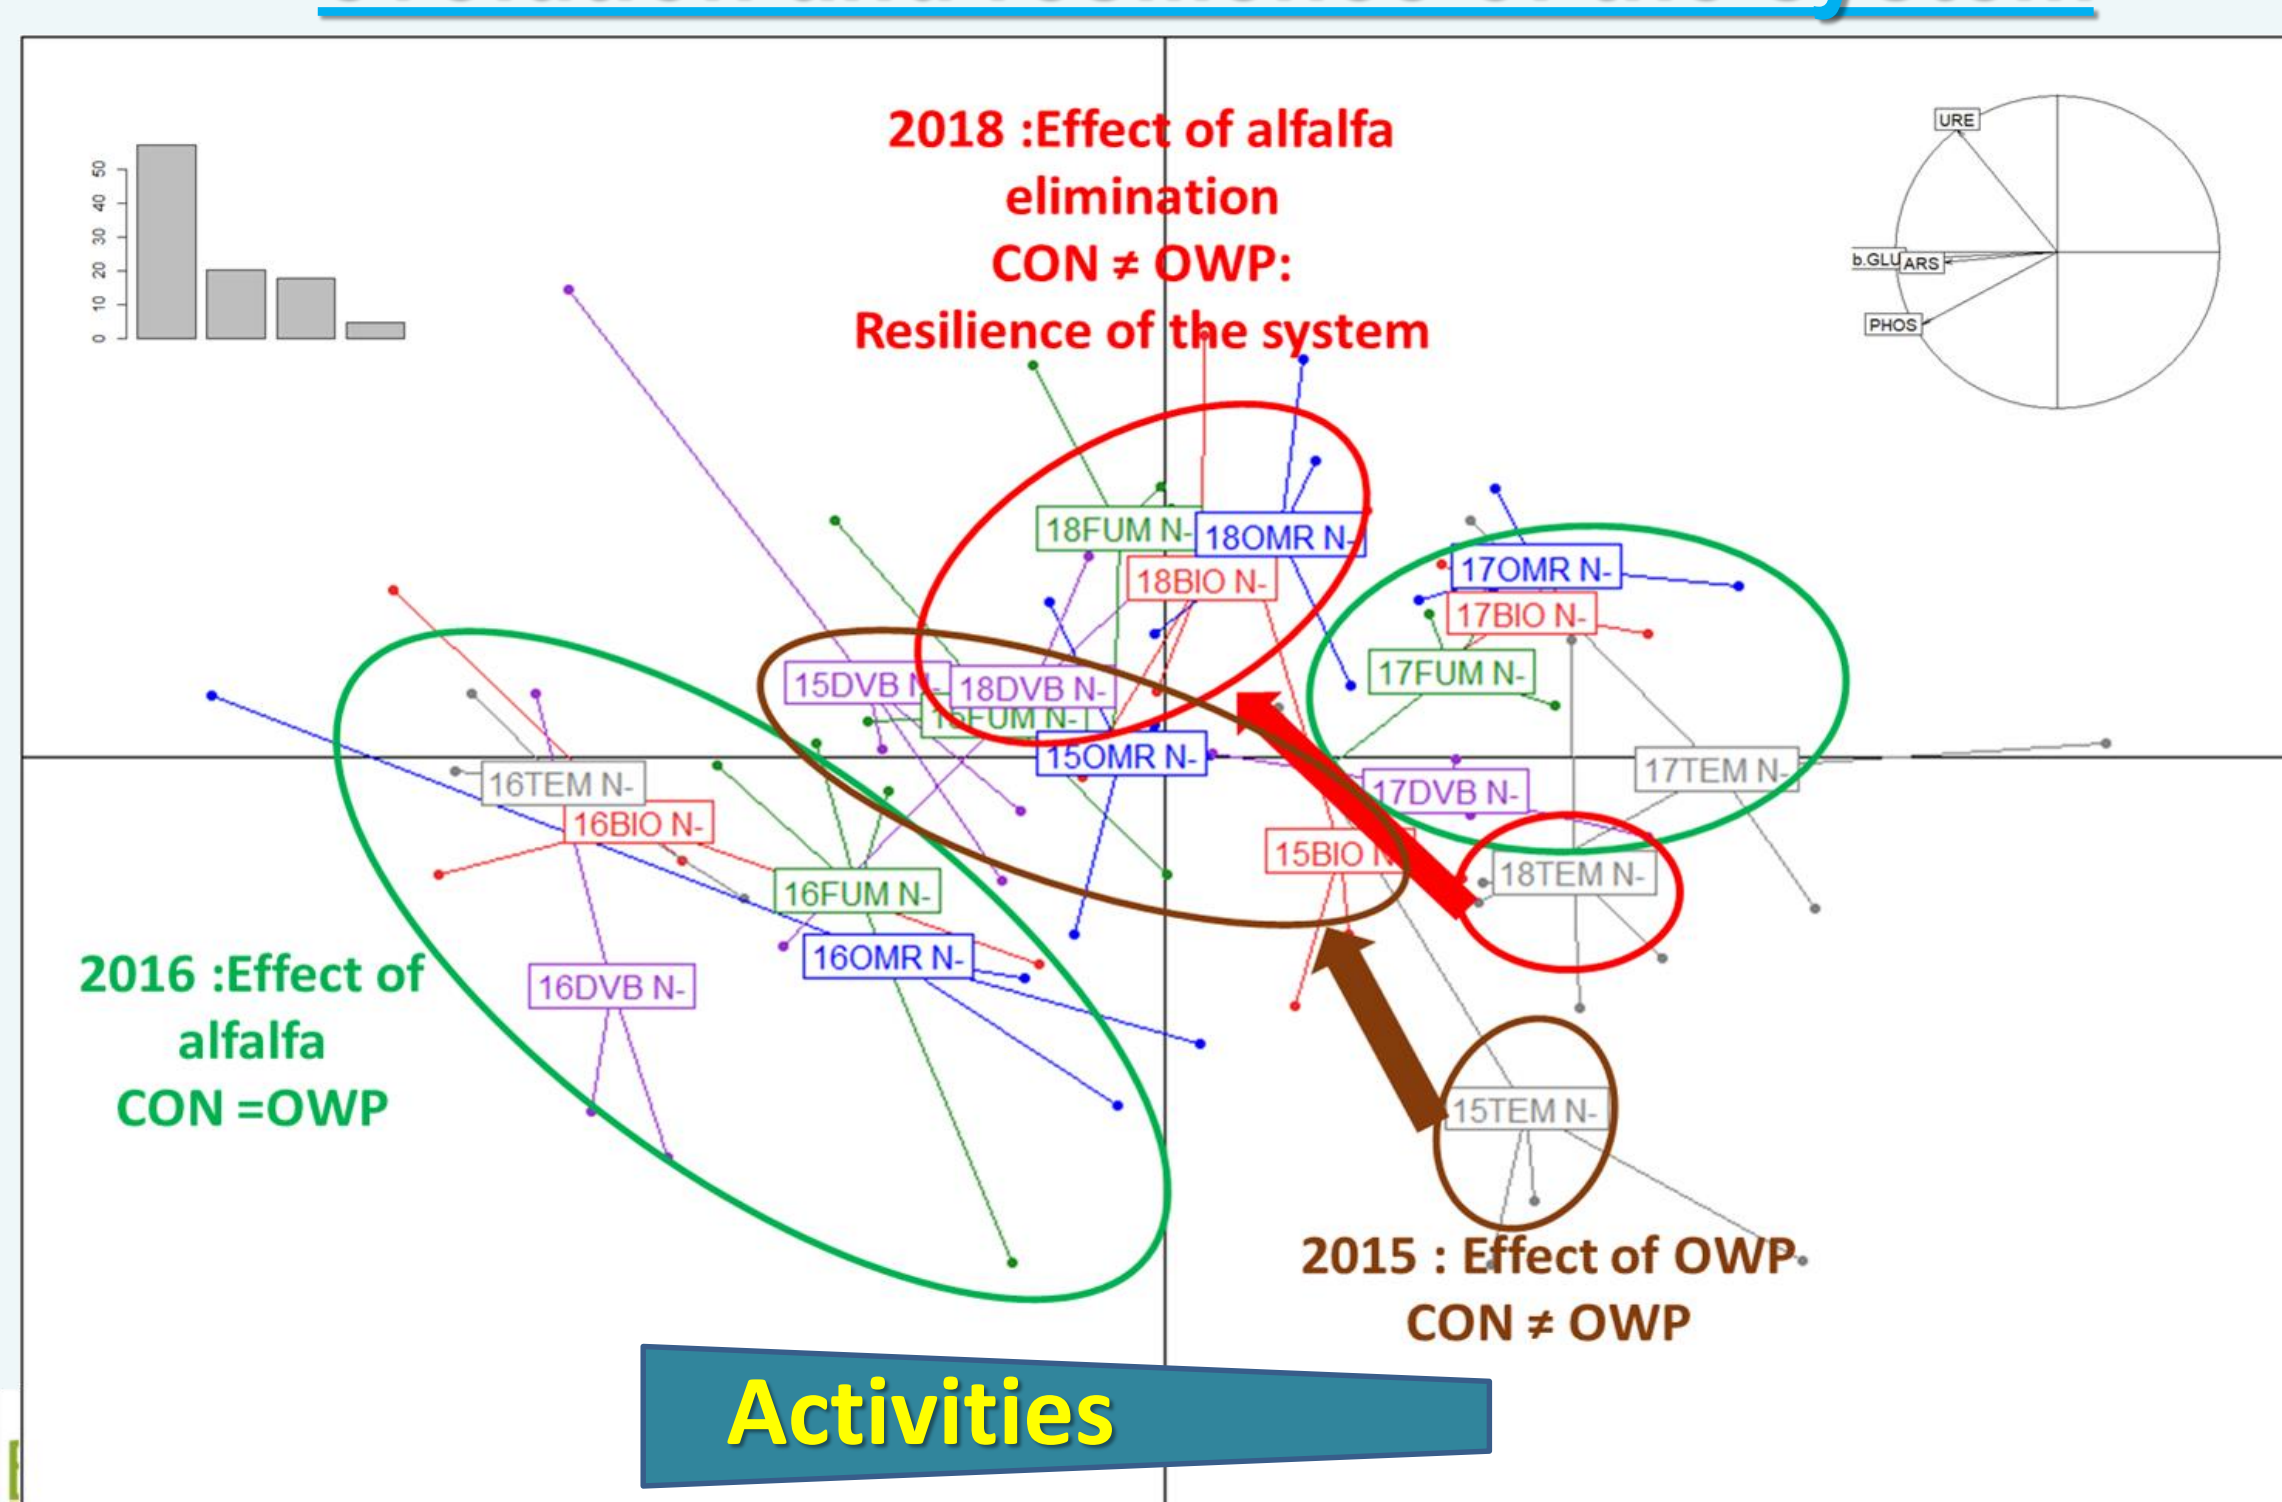 2018 :Effect of alfalfa
elimination
CON ≠ OWP:
Resilience of the system
50
40
30
20
10
0
URE
b.GLU
ARS
PHOS
18FUM N-
18OMR N-
18BIO N-
17OMR N-
17BIO N-
17FUM N-
15DVB N-
18DVB N-
15FUM N-
15OMR N-
17TEM N-
17DVB N-
16TEM N-
16BIO N-
15BIO N
18TEM N-
16FUM N-
16OMR N-
16DVB N-
15TEM N-
2016 :Effect of
alfalfa
CON =OWP
2015 : Effect of OWP
CON ≠ OWP
Activities